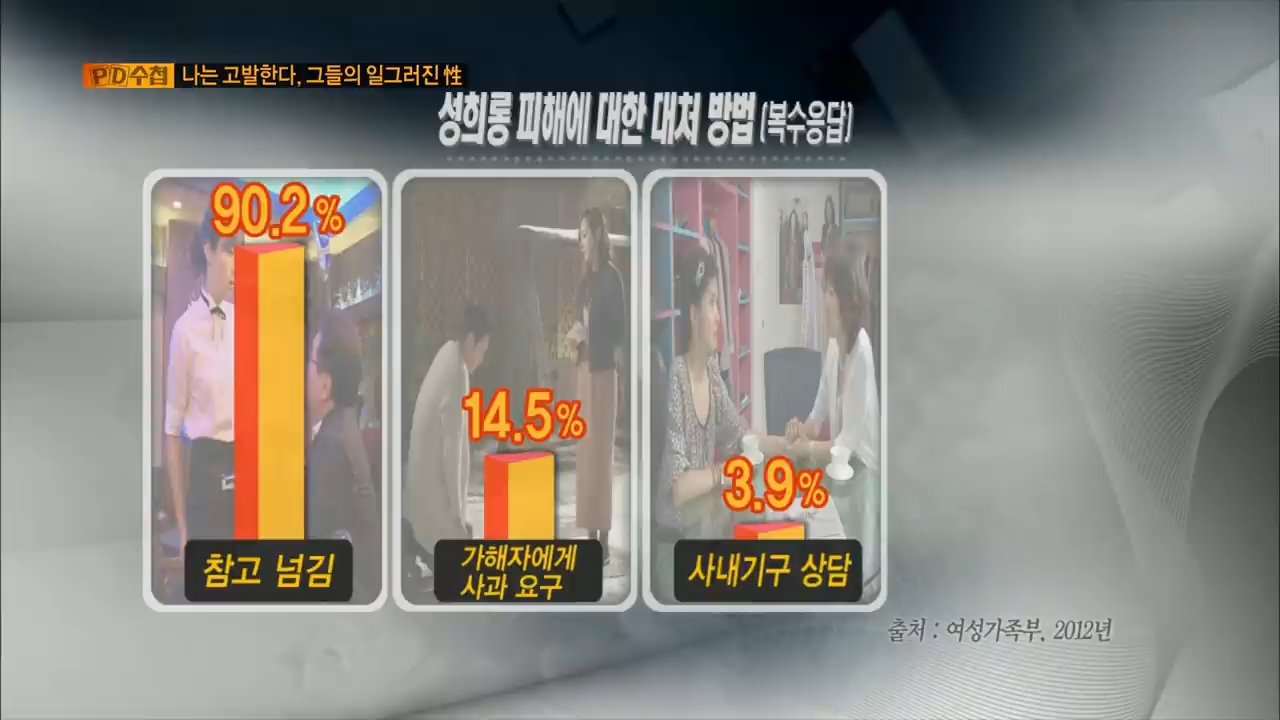 PD수첩 나는 고발한다, 그들의 일그러진 性
성희롱 피해에 대한 대처 방법 (복수응답)
90.2%
참고 넘김
14.5%
가해자에게
사과 요구
3.9%
사내기구 상담
출처 : 여성가족부, 2012년